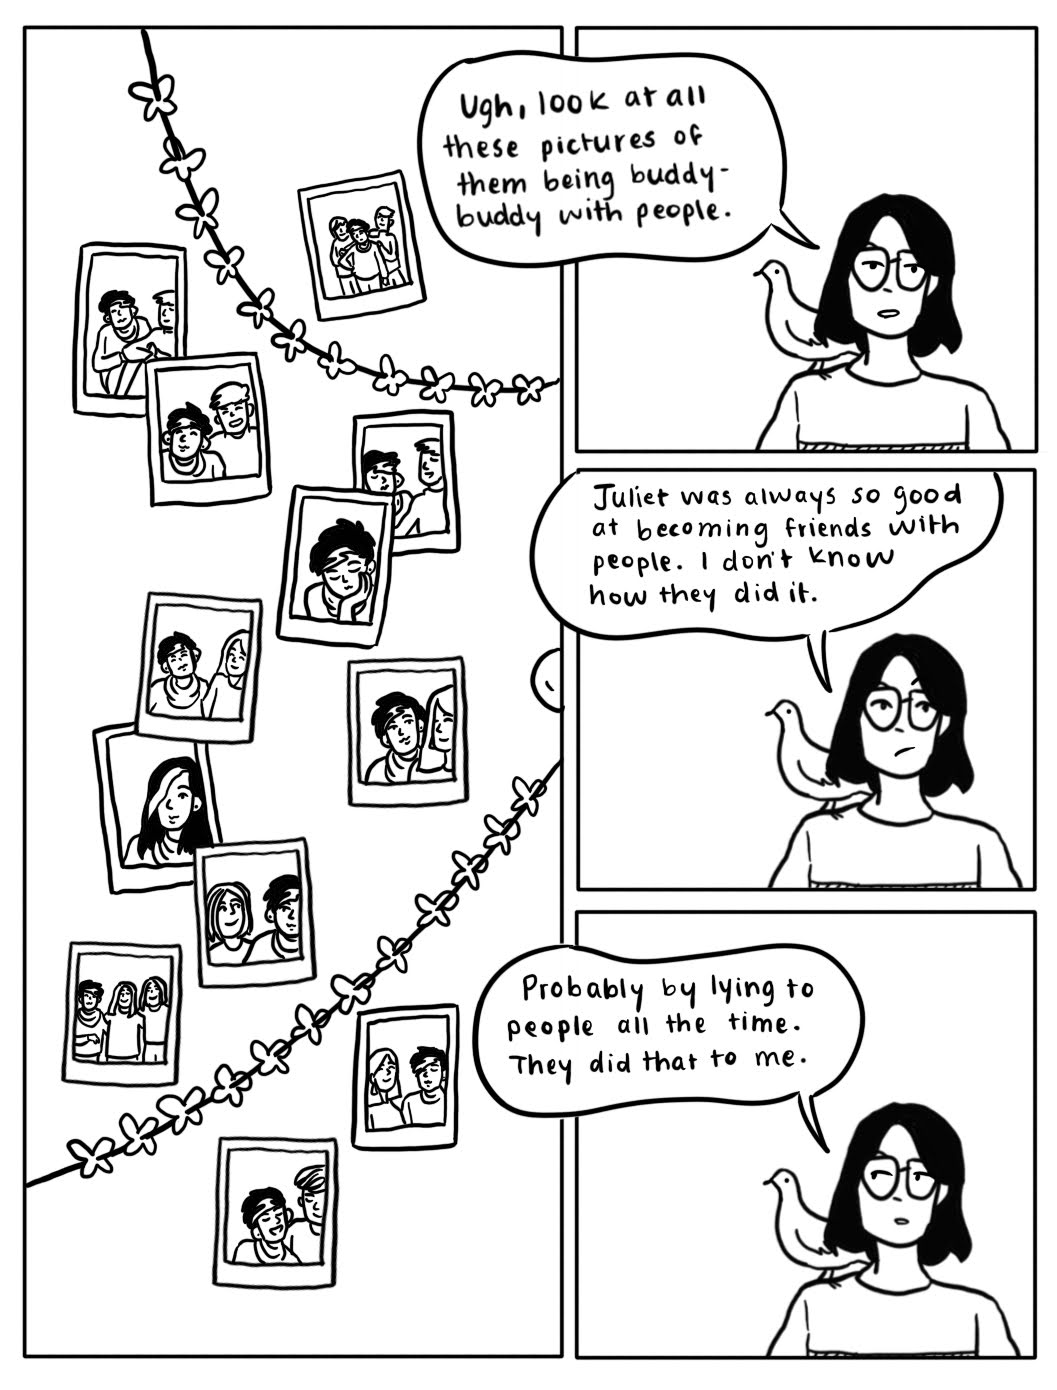 Ugh, look at all
these pictures of
them being buddy-
buddy with people.
Juliet was always so good
at becoming friends with
people. I don't know
how they did it.
Probably by lying to
people all the time.
They did that to me.